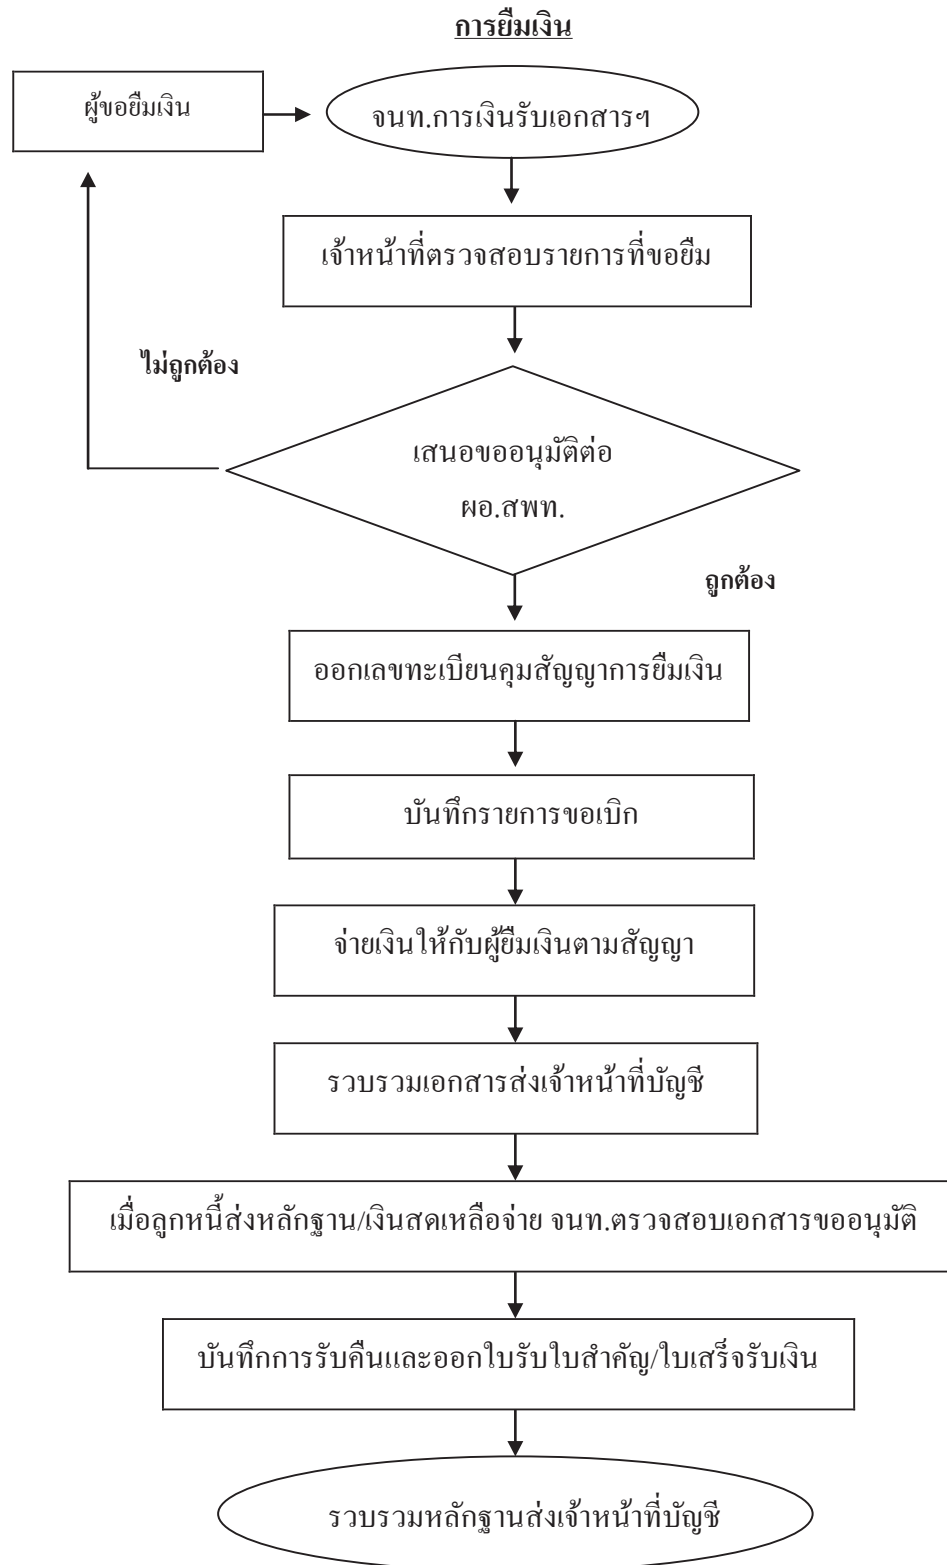 การยืมเงิน
ผู้ขอยืมเงิน
จนท.การเงินรับเอกสารฯ
เจ้าหน้าที่ตรวจสอบรายการที่ขอยืม
ไม่ถูกต้อง
เสนอขออนุมัติต่อ
ผอ.สพท.
ถูกต้อง
ออกเลขทะเบียนคุมสัญญาการยืมเงิน
บันทึกรายการขอเบิก
จ่ายเงินให้กับผู้ยืมเงินตามสัญญา
รวบรวมเอกสารส่งเจ้าหน้าที่บัญชี
เมื่อลูกหนี้ส่งหลักฐาน/เงินสดเหลือจ่าย จนท.ตรวจสอบเอกสารขออนุมัติ
บันทึกการรับคืนและออกใบรับใบสำคัญ/ใบเสร็จรับเงิน
รวบรวมหลักฐานส่งเจ้าหน้าที่บัญชี